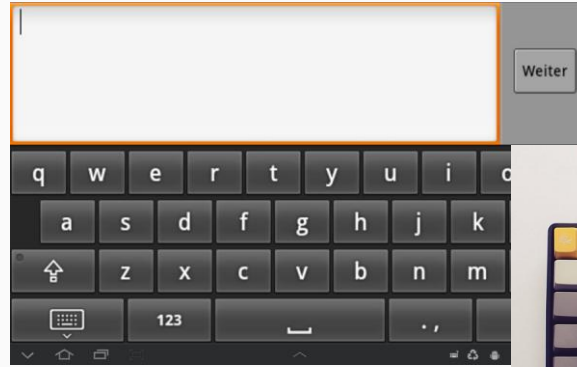 Weiter
q w e r t y u i o
a s d f g h j k
z x c v b n m
123 . ,